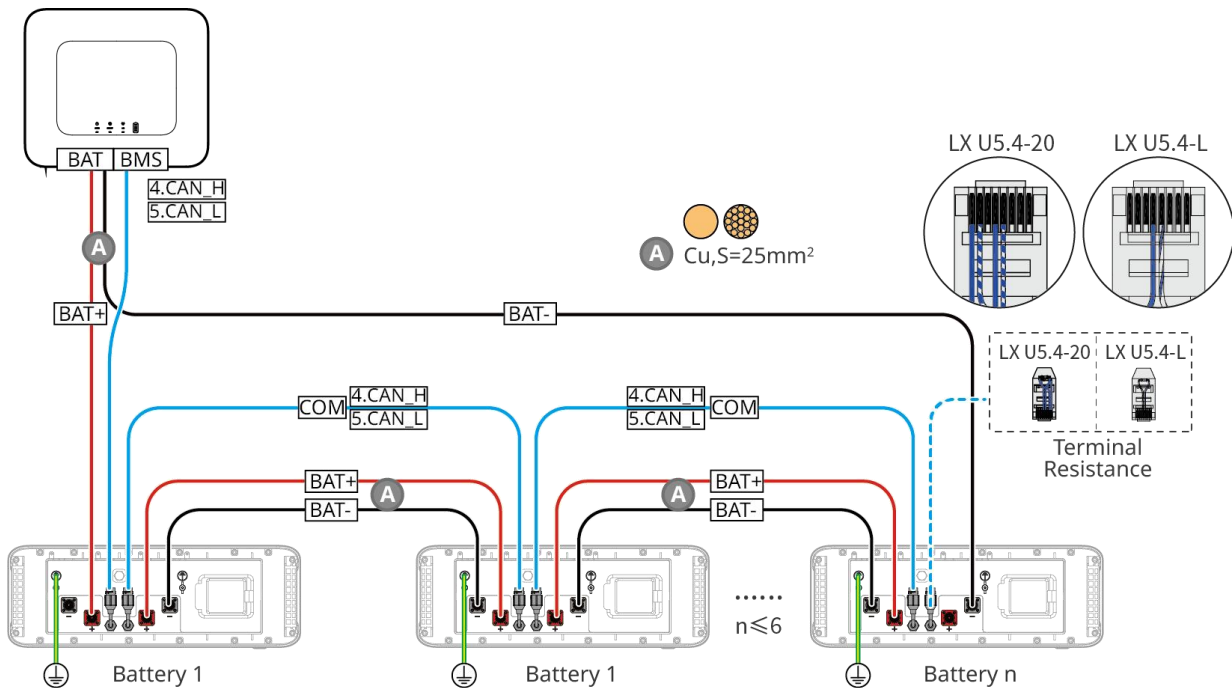 BAT BMS
4.CAN_H
5.CAN_L
A
BAT+
BAT-
A Cu,S=25mm²
LX U5.4-20 LX U5.4-L
LX U5.4-20 LX U5.4-L
Terminal
Resistance
COM 4.CAN_H
5.CAN_L
4.CAN_H COM
5.CAN_L
BAT+ A
BAT-
A BAT+
BAT-
- + + -
- + + -
- + + -
......
n≤6
Battery 1
Battery 1
Battery n